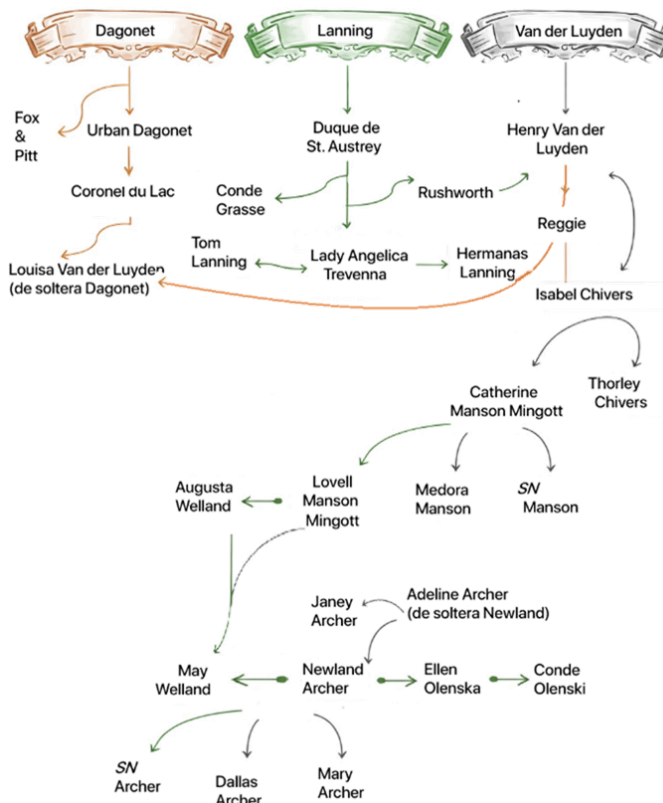 Dagonet
Lanning
Van der Luyden
Fox
&
Pitt
Urban Dagonet
Duque de
St. Austrey
Henry Van der
Luyden
Coronel du Lac
Conde
Grasse
Rushworth
Reggie
Louisa Van der Luyden
(de soltera Dagonet)
Tom
Lanning
Lady Angelica
Trevenna
Hermanas
Lanning
Isabel Chivers
Catherine
Manson Mingott
Thorley
Chivers
Augusta
Welland
Lovell
Manson
Mingott
Medora
Manson
SN
Manson
Janey
Archer
Adeline Archer
(de soltera Newland)
May
Welland
Newland
Archer
Ellen
Olenska
Conde
Olenski
SN
Archer
Dallas
Archer
Mary
Archer